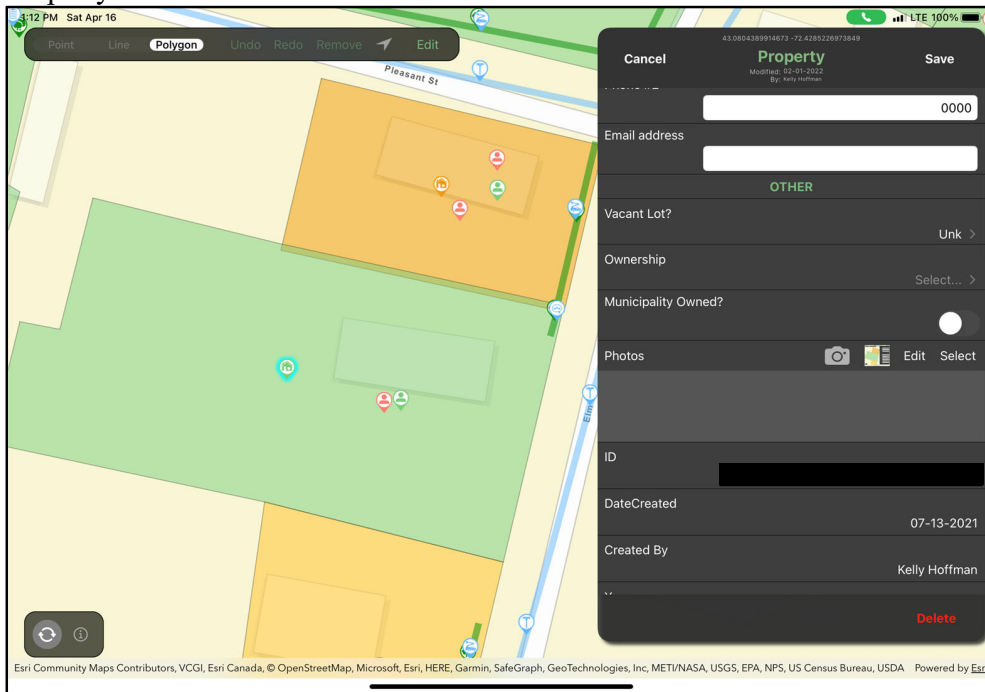 4:12 PM Sat Apr 16
LTE 100%
Point Line Polygon Undo Redo Remove Edit
43.0804389914673 -72.4285226973849
Cancel Property Save
Modified: 02-01-2022
By: Kelly Hoffman
0000
Email address
OTHER
Vacant Lot?
Unk >
Ownership
Select... >
Municipality Owned?
Photos Edit Select
ID
DateCreated
07-13-2021
Created By
Kelly Hoffman
Delete
Pleasant St
Elm
Esri Community Maps Contributors, VCGI, Esri Canada, © OpenStreetMap, Microsoft, Esri, HERE, Garmin, SafeGraph, GeoTechnologies, Inc, METI/NASA, USGS, EPA, NPS, US Census Bureau, USDA Powered by Esri